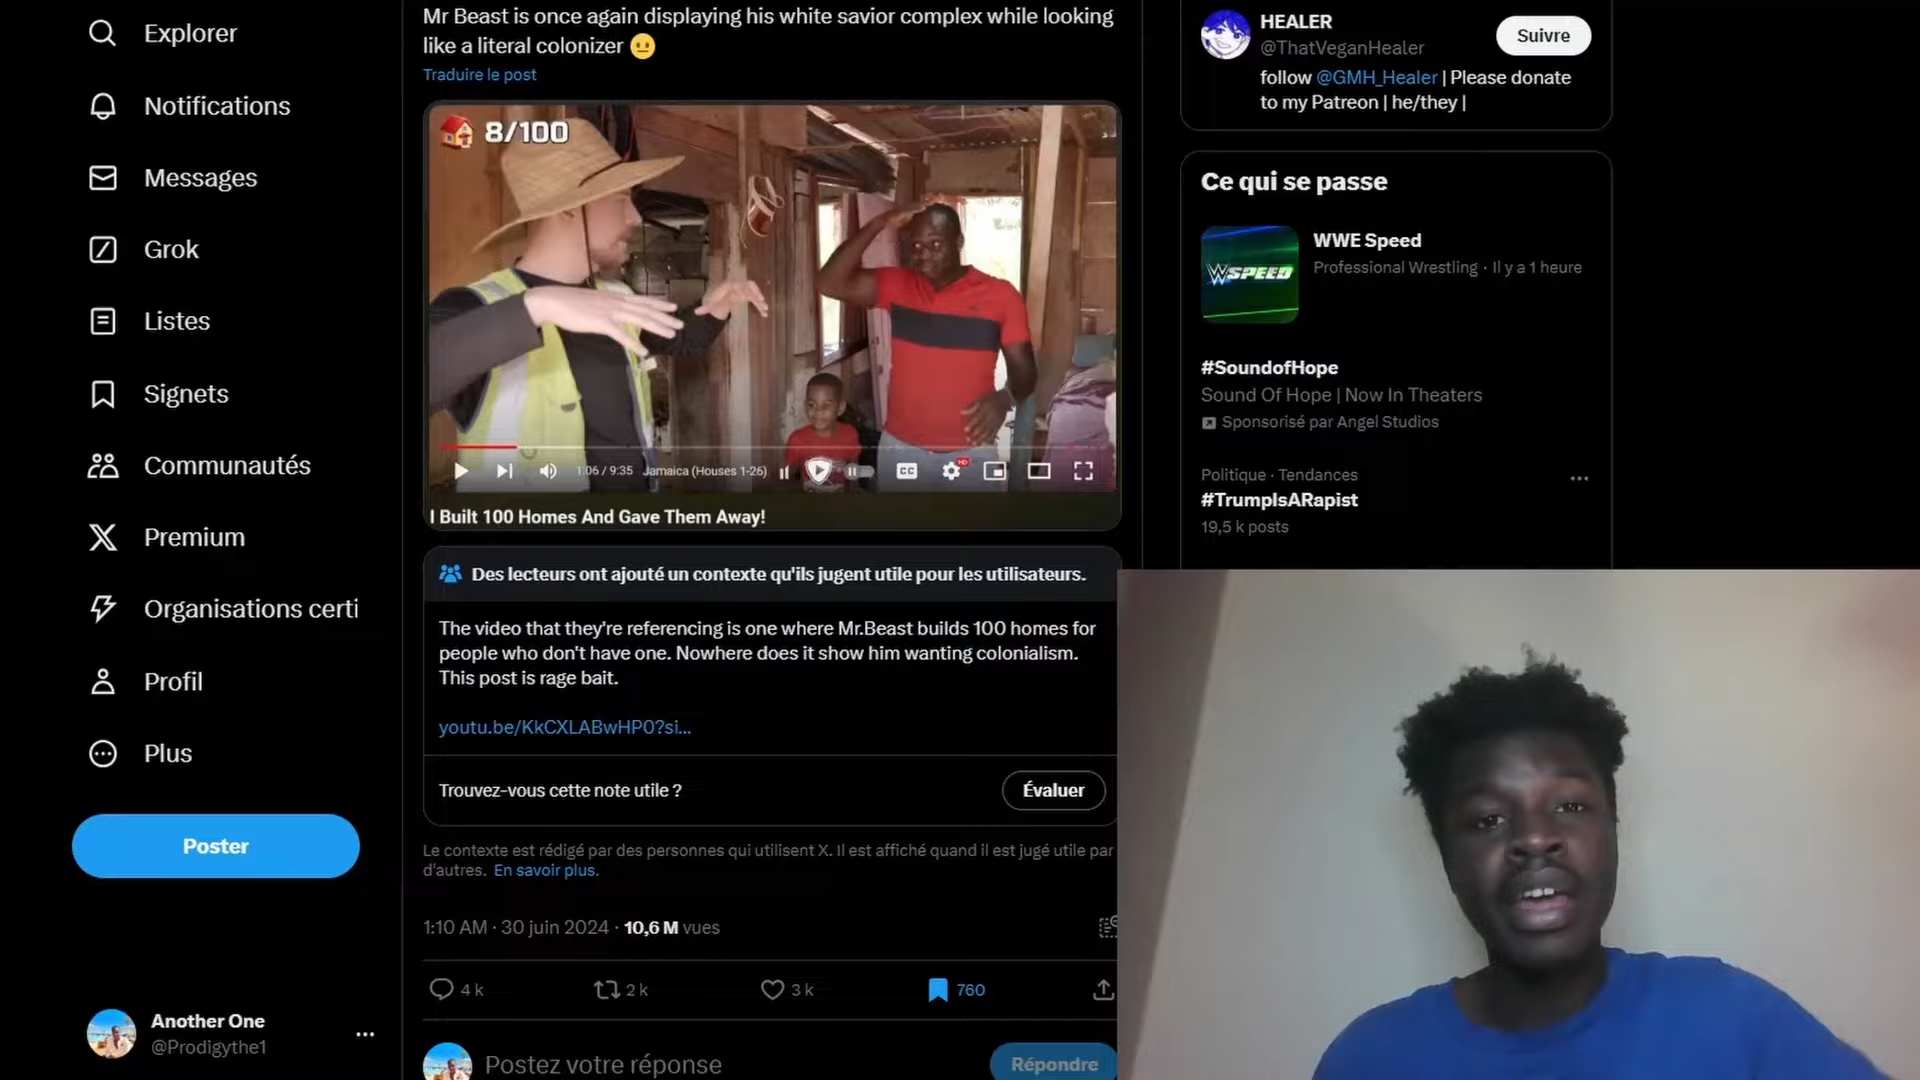 Explorer
Notifications
Messages
Grok
Listes
Signets
Communautés
Premium
Organisations certi
Profil
Plus
Poster
Another One
@Prodigythe1
Mr Beast is once again displaying his white savior complex while looking
like a literal colonizer 😐
Traduire le post
8/100
1:06 / 9:35 Jamaica (Houses 1-26)
CC
HD
I Built 100 Homes And Gave Them Away!
Des lecteurs ont ajouté un contexte qu'ils jugent utile pour les utilisateurs.
The video that they're referencing is one where Mr.Beast builds 100 homes for
people who don't have one. Nowhere does it show him wanting colonialism.
This post is rage bait.
youtu.be/KkCXLABwHP0?si...
Trouvez-vous cette note utile ?
Évaluer
Le contexte est rédigé par des personnes qui utilisent X. Il est affiché quand il est jugé utile par
d'autres. En savoir plus.
1:10 AM · 30 juin 2024 · 10,6 M vues
4 k
2 k
3 k
760
Postez votre réponse
Répondre
HEALER
@ThatVeganHealer
Suivre
follow @GMH_Healer | Please donate
to my Patreon | he/they |
Ce qui se passe
WSPEED
WWE Speed
Professional Wrestling · Il y a 1 heure
#SoundofHope
Sound Of Hope | Now In Theaters
Sponsorisé par Angel Studios
Politique · Tendances
#TrumpIsARapist
19,5 k posts